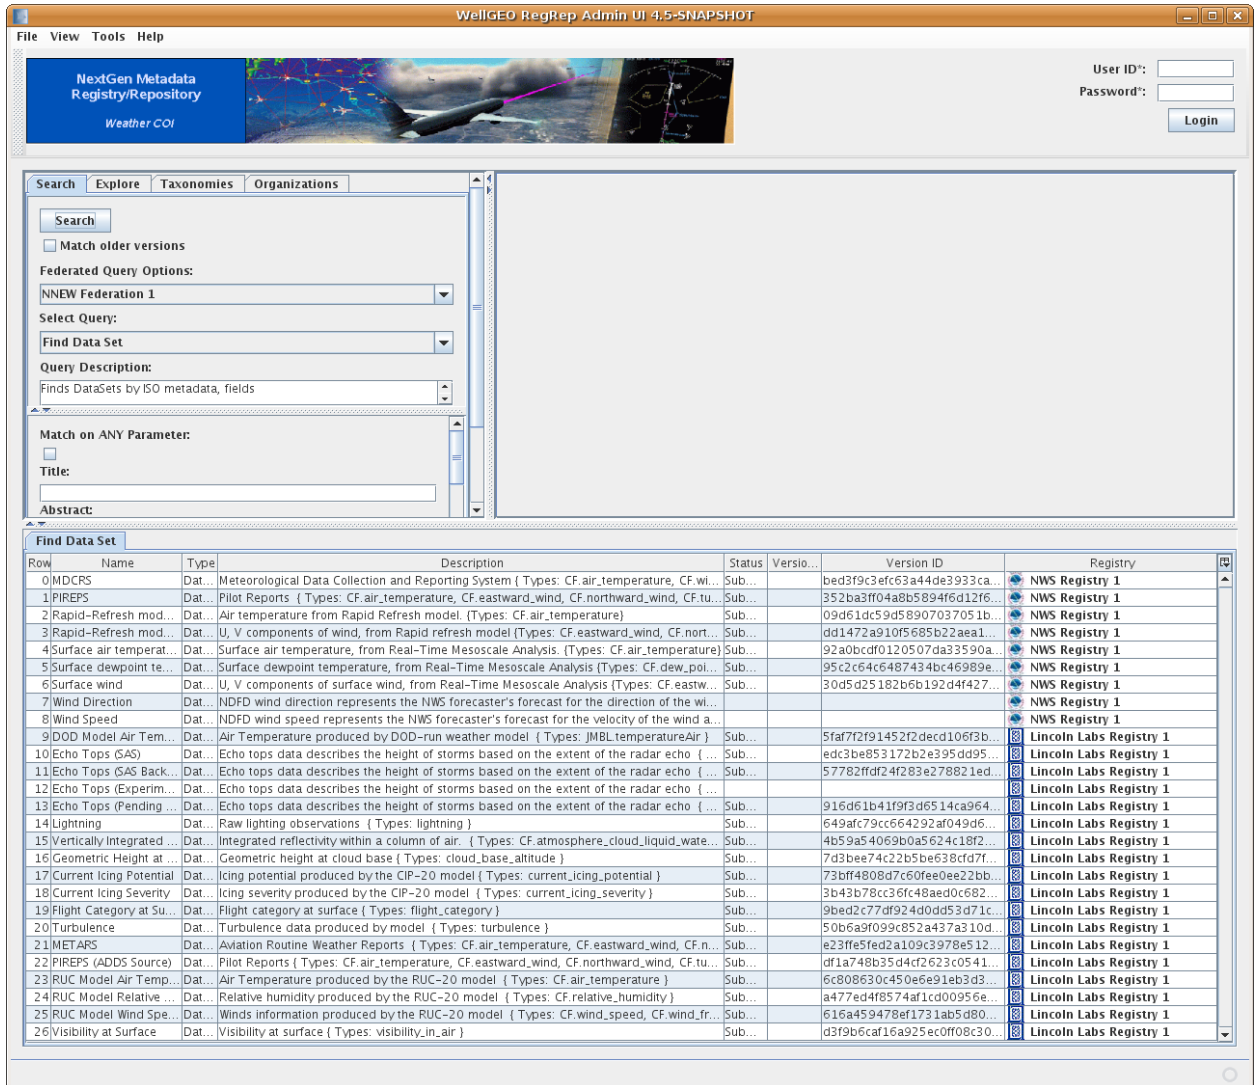 WellGEO RegRep Admin UI 4.5-SNAPSHOT
File View Tools Help
NextGen Metadata
Registry/Repository
Weather COI
User ID*:
Password*:
Login
Search Explore Taxonomies Organizations
Search
Match older versions
Federated Query Options:
NNEW Federation 1
Select Query:
Find Data Set
Query Description:
Finds DataSets by ISO metadata, fields
Match on ANY Parameter:
Title:
Abstract:
Find Data Set
Row Name Type Description Status Versio... Version ID Registry
0 MDCRS Dat... Meteorological Data Collection and Reporting System { Types: CF.air_temperature, CF.wi... Sub... bed3f9c3efc63a44de3933ca... NWS Registry 1
1 PIREPS Dat... Pilot Reports { Types: CF.air_temperature, CF.eastward_wind, CF.northward_wind, CF.tu... Sub... 352ba3ff04a8b5894f6d12f6... NWS Registry 1
2 Rapid-Refresh mod... Dat... Air temperature from Rapid Refresh model. {Types: CF.air_temperature} Sub... 09d61dc59d58907037051b... NWS Registry 1
3 Rapid-Refresh mod... Dat... U, V components of wind, from Rapid refresh model {Types: CF.eastward_wind, CF.nort... Sub... dd1472a910f5685b22aea1... NWS Registry 1
4 Surface air temperat... Dat... Surface air temperature, from Real-Time Mesoscale Analysis. {Types: CF.air_temperature} Sub... 92a0bcdf0120507da33590a... NWS Registry 1
5 Surface dewpoint te... Dat... Surface dewpoint temperature, from Real-Time Mesoscale Analysis {Types: CF.dew_poi... Sub... 95c2c64c6487434bc46989e... NWS Registry 1
6 Surface wind Dat... U, V components of surface wind, from Real-Time Mesoscale Analysis {Types: CF.eastw... Sub... 30d5d25182b6b192d4f427... NWS Registry 1
7 Wind Direction Dat... NDFD wind direction represents the NWS forecaster's forecast for the direction of the wi... NWS Registry 1
8 Wind Speed Dat... NDFD wind speed represents the NWS forecaster's forecast for the velocity of the wind a... NWS Registry 1
9 DOD Model Air Tem... Dat... Air Temperature produced by DOD-run weather model { Types: JMBL.temperatureAir } Sub... 5faf7f2f91452f2decd106f3b... Lincoln Labs Registry 1
10 Echo Tops (SAS) Dat... Echo tops data describes the height of storms based on the extent of the radar echo { ... Sub... edc3be853172b2e395dd95... Lincoln Labs Registry 1
11 Echo Tops (SAS Back... Dat... Echo tops data describes the height of storms based on the extent of the radar echo { ... Sub... 57782ffdf24f283e278821ed... Lincoln Labs Registry 1
12 Echo Tops (Experim... Dat... Echo tops data describes the height of storms based on the extent of the radar echo { ... Lincoln Labs Registry 1
13 Echo Tops (Pending ... Dat... Echo tops data describes the height of storms based on the extent of the radar echo { ... Sub... 916d61b41f9f3d6514ca964... Lincoln Labs Registry 1
14 Lightning Dat... Raw lighting observations { Types: lightning } Sub... 649afc79cc664292af049d6... Lincoln Labs Registry 1
15 Vertically Integrated ... Dat... Integrated reflectivity within a column of air. { Types: CF.atmosphere_cloud_liquid_wate... Sub... 4b59a54069b0a5624c18f2... Lincoln Labs Registry 1
16 Geometric Height at ... Dat... Geometric height at cloud base { Types: cloud_base_altitude } Sub... 7d3bee74c22b5be638cfd7f... Lincoln Labs Registry 1
17 Current Icing Potential Dat... Icing potential produced by the CIP-20 model { Types: current_icing_potential } Sub... 73bff4808d7c60fee0ee22bb... Lincoln Labs Registry 1
18 Current Icing Severity Dat... Icing severity produced by the CIP-20 model { Types: current_icing_severity } Sub... 3b43b78cc36fc48aed0c682... Lincoln Labs Registry 1
19 Flight Category at Su... Dat... Flight category at surface { Types: flight_category } Sub... 9bed2c77df924d0dd53d71c... Lincoln Labs Registry 1
20 Turbulence Dat... Turbulence data produced by model { Types: turbulence } Sub... 50b6a9f099c852a437a310d... Lincoln Labs Registry 1
21 METARS Dat... Aviation Routine Weather Reports { Types: CF.air_temperature, CF.eastward_wind, CF.n... Sub... e23ffe5fed2a109c3978e512... Lincoln Labs Registry 1
22 PIREPS (ADDS Source) Dat... Pilot Reports { Types: CF.air_temperature, CF.eastward_wind, CF.northward_wind, CF.tu... Sub... df1a748b35d4cf2623c0541... Lincoln Labs Registry 1
23 RUC Model Air Temp... Dat... Air Temperature produced by the RUC-20 model { Types: CF.air_temperature } Sub... 6c808630c450e6e91eb3d3... Lincoln Labs Registry 1
24 RUC Model Relative ... Dat... Relative humidity produced by the RUC-20 model { Types: CF.relative_humidity } Sub... a477ed4f8574af1cd00956e... Lincoln Labs Registry 1
25 RUC Model Wind Spe... Dat... Winds information produced by the RUC-20 model { Types: CF.wind_speed, CF.wind_fr... Sub... 616a459478ef1731ab5d80... Lincoln Labs Registry 1
26 Visibility at Surface Dat... Visibility at surface { Types: visibility_in_air } Sub... d3f9b6caf16a925ec0ff08c30... Lincoln Labs Registry 1